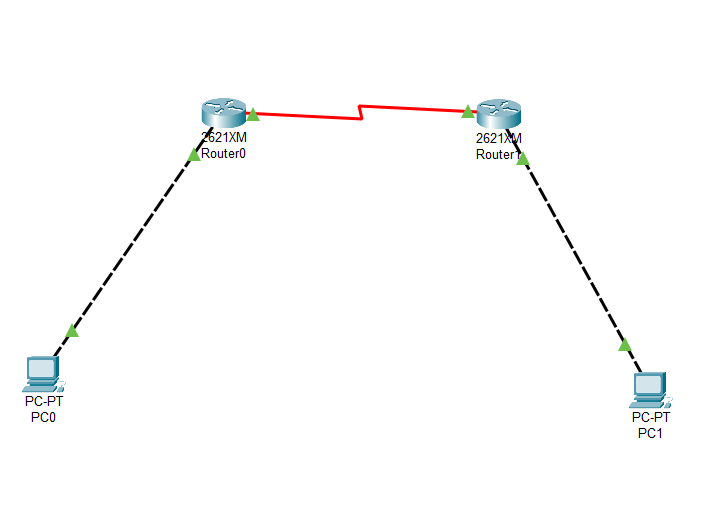 2621XM
Router0
2621XM
Router1
PC-PT
PC0
PC-PT
PC1